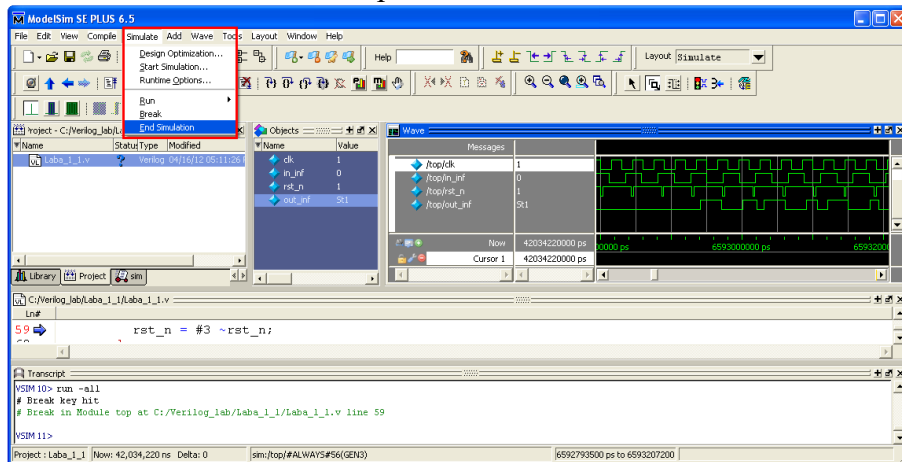 ModelSim SE PLUS 6.5
File Edit View Compile Simulate Add Wave Tools Layout Window Help
Design Optimization...
Start Simulation...
Runtime Options...
Run
Break
End Simulation
Help
Layout Simulate
Project - C:/Verilog_lab/La
Name Status Type Modified
Laba_1_1.v ? Verilog 04/16/12 05:11:26
Objects
Name Value
clk 1
in_inf 0
rst_n 1
out_inf St1
Wave
Messages
/top/clk 1
/top/in_inf 0
/top/rst_n 1
/top/out_inf St1
Now 42034220000 ps
Cursor 1 42034220000 ps
00000 ps 6593000000 ps 6593200
Library Project sim
C:/Verilog_lab/Laba_1_1/Laba_1_1.v
Ln#
59 rst_n = #3 ~rst_n;
Transcript
VSIM 10> run -all
# Break key hit
# Break in Module top at C:/Verilog_lab/Laba_1_1/Laba_1_1.v line 59
VSIM 11>
Project : Laba_1_1 Now: 42,034,220 ns Delta: 0 sim:/top/#ALWAYS#56(GEN3) 6592793500 ps to 6593207200 ps